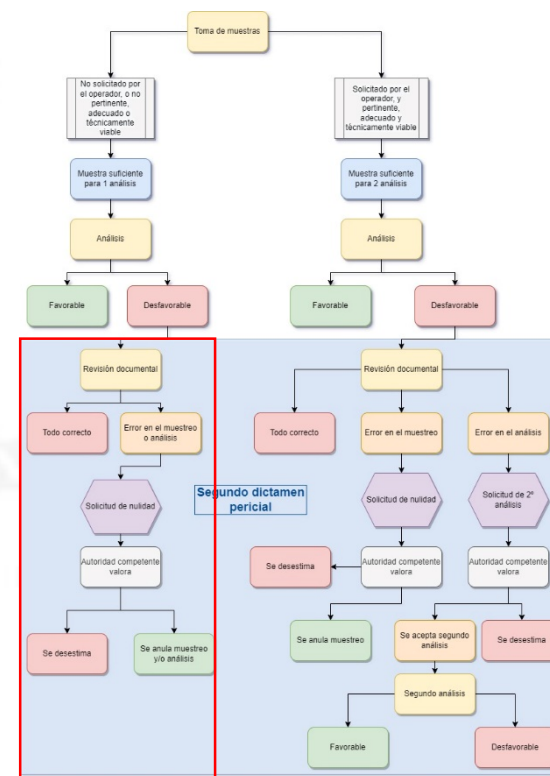 Toma de muestras
No solicitado por
el operador, o no
pertinente,
adecuado o
técnicamente
viable
Solicitado por el
operador, y
pertinente,
adecuado y
técnicamente viable
Muestra suficiente
para 1 análisis
Muestra suficiente
para 2 análisis
Análisis
Análisis
Favorable
Desfavorable
Favorable
Desfavorable
Revisión documental
Revisión documental
Todo correcto
Error en el muestreo
o análisis
Todo correcto
Error en el muestreo
Error en el análisis
Solicitud de nulidad
Segundo dictamen
pericial
Solicitud de nulidad
Solicitud de 2º
análisis
Autoridad competente
valora
Se desestima
Autoridad competente
valora
Autoridad competente
valora
Se desestima
Se anula muestreo
y/o análisis
Se anula muestreo
Se acepta segundo
análisis
Se desestima
Segundo análisis
Favorable
Desfavorable